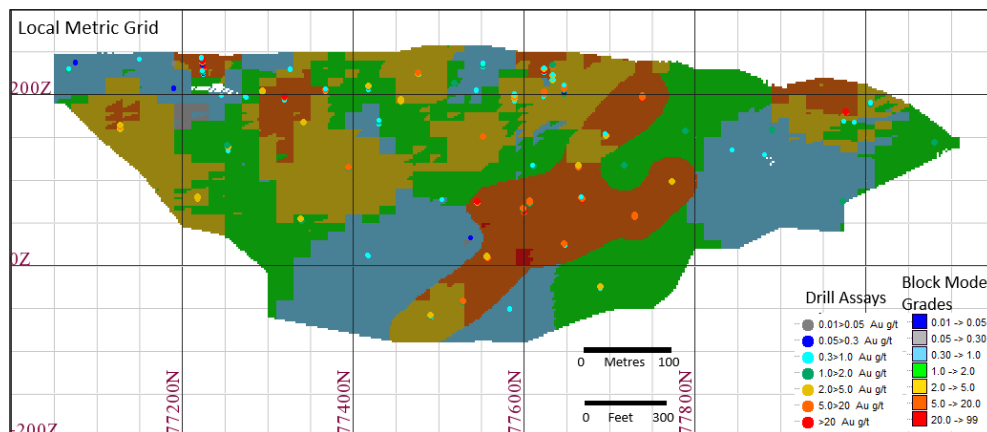 Local Metric Grid
200Z
0Z
-200Z
77200N
77400N
77600N
77800N
0 Metres 100
0 Feet 300
Drill Assays
0.01>0.05 Au g/t
0.05>0.3 Au g/t
0.3>1.0 Au g/t
1.0>2.0 Au g/t
2.0>5.0 Au g/t
5.0>20 Au g/t
>20 Au g/t
Block Mode
Grades
0.01 -> 0.05
0.05 -> 0.30
0.30 -> 1.0
1.0 -> 2.0
2.0 -> 5.0
5.0 -> 20.0
20.0 -> 99